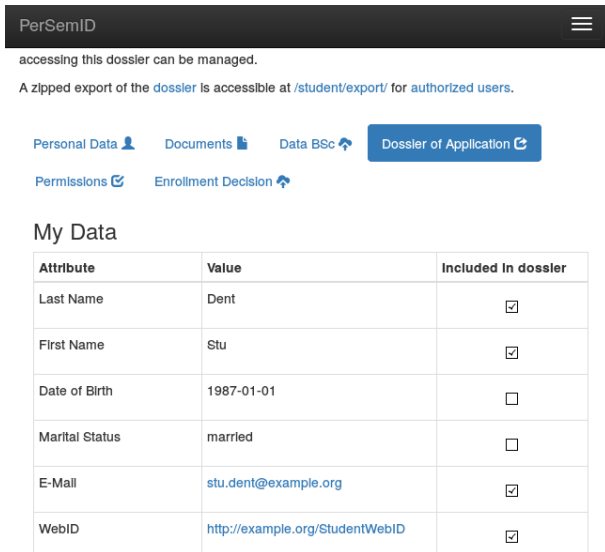 PerSemID
accessing this dossier can be managed.
A zipped export of the dossier is accessible at /student/export/ for authorized users.
Personal Data Documents Data BSc Dossier of Application
Permissions Enrollment Decision
My Data
Attribute Value Included in dossier
Last Name Dent
First Name Stu
Date of Birth 1987-01-01
Marital Status married
E-Mail stu.dent@example.org
WebID http://example.org/StudentWebID